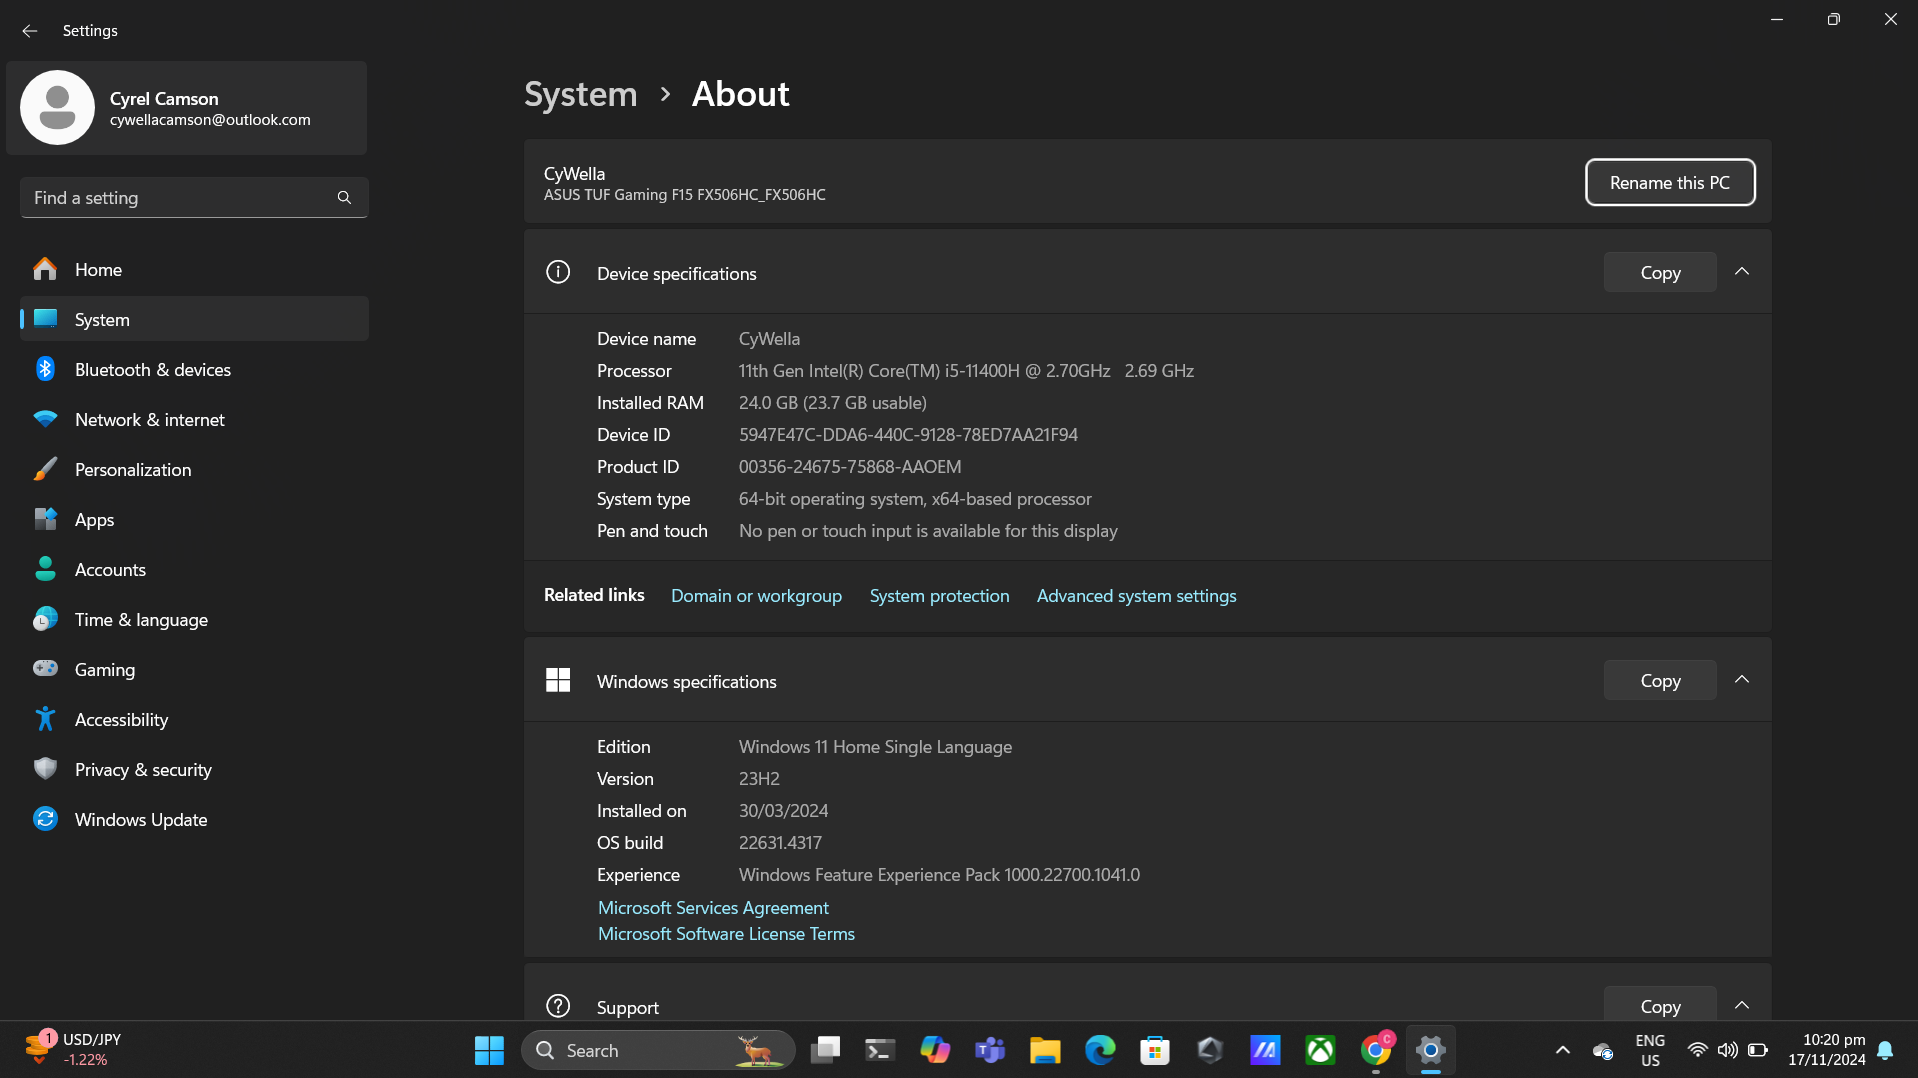 Settings
Cyrel Camson
cywellacamson@outlook.com
Find a setting
Home
System
Bluetooth & devices
Network & internet
Personalization
Apps
Accounts
Time & language
Gaming
Accessibility
Privacy & security
Windows Update
System > About
CyWella
ASUS TUF Gaming F15 FX506HC_FX506HC
Rename this PC
Device specifications
Copy
Device name CyWella
Processor 11th Gen Intel(R) Core(TM) i5-11400H @ 2.70GHz 2.69 GHz
Installed RAM 24.0 GB (23.7 GB usable)
Device ID 5947E47C-DDA6-440C-9128-78ED7AA21F94
Product ID 00356-24675-75868-AAOEM
System type 64-bit operating system, x64-based processor
Pen and touch No pen or touch input is available for this display
Related links Domain or workgroup System protection Advanced system settings
Windows specifications
Copy
Edition Windows 11 Home Single Language
Version 23H2
Installed on 30/03/2024
OS build 22631.4317
Experience Windows Feature Experience Pack 1000.22700.1041.0
Microsoft Services Agreement
Microsoft Software License Terms
Support
Copy
1
USD/JPY
-1.22%
Search
T
C
ENG
US
10:20 pm
17/11/2024